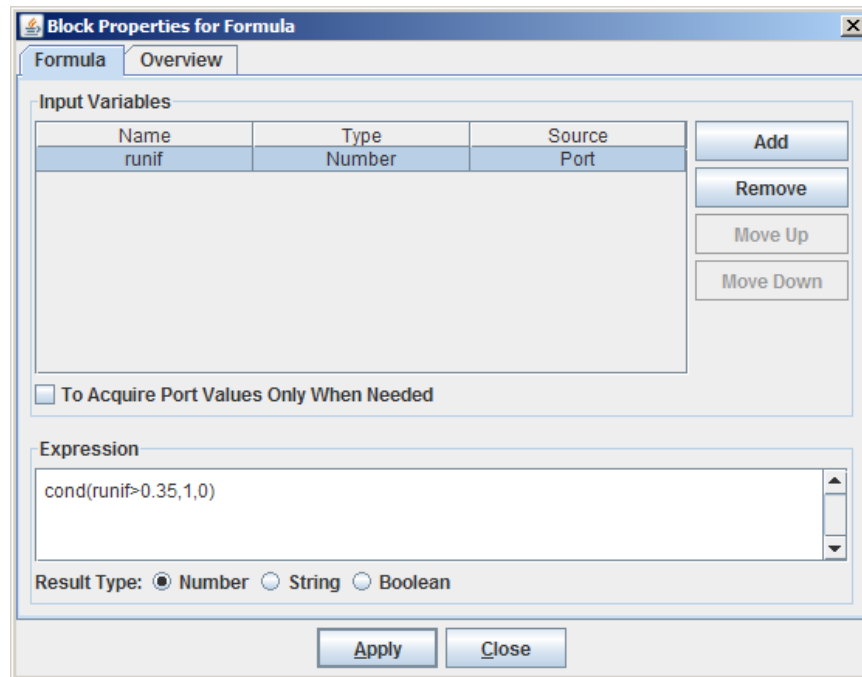 Block Properties for Formula
Formula Overview
Input Variables
Name Type Source
runif Number Port
Add
Remove
Move Up
Move Down
To Acquire Port Values Only When Needed
Expression
cond(runif>0.35,1,0)
Result Type: Number String Boolean
Apply Close